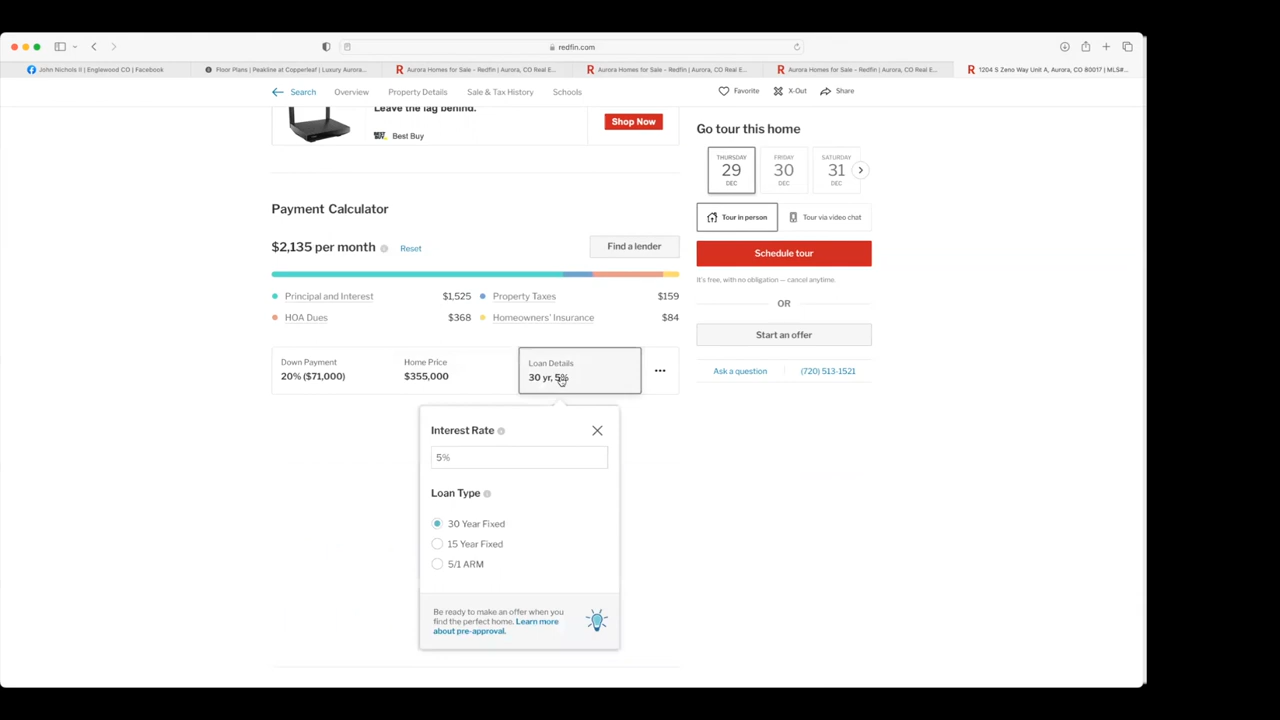 redfin.com
John Nichols II | Englewood CO | Facebook
Floor Plans | Peakline at Copperleaf | Luxury Aurora...
Aurora Homes for Sale - Redfin | Aurora, CO Real E...
Aurora Homes for Sale - Redfin | Aurora, CO Real E...
Aurora Homes for Sale - Redfin | Aurora, CO Real E...
1204 S Zeno Way Unit A, Aurora, CO 80017 | MLS#...
Search
Overview
Property Details
Sale & Tax History
Schools
Favorite
X-Out
Share
Leave the lag behind.
BEST BUY
Best Buy
Shop Now
Payment Calculator
$2,135 per month
Reset
Find a lender
Principal and Interest $1,525
Property Taxes $159
HOA Dues $368
Homeowners' Insurance $84
Down Payment
20% ($71,000)
Home Price
$355,000
Loan Details
30 yr, 5%
Interest Rate
5%
Loan Type
30 Year Fixed
15 Year Fixed
5/1 ARM
Be ready to make an offer when you
find the perfect home. Learn more
about pre-approval.
Go tour this home
THURSDAY
29
DEC
FRIDAY
30
DEC
SATURDAY
31
DEC
Tour in person
Tour via video chat
Schedule tour
It's free, with no obligation — cancel anytime.
OR
Start an offer
Ask a question
(720) 513-1521